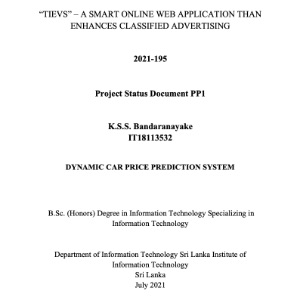 “TIEVS” – A SMART ONLINE WEB APPLICATION THAN
ENHANCES CLASSIFIED ADVERTISING
2021-195
Project Status Document PP1
K.S.S. Bandaranayake
IT18113532
DYNAMIC CAR PRICE PREDICTION SYSTEM
B.Sc. (Honors) Degree in Information Technology Specializing in
Information Technology
Department of Information Technology Sri Lanka Institute of
Information Technology
Sri Lanka
July 2021